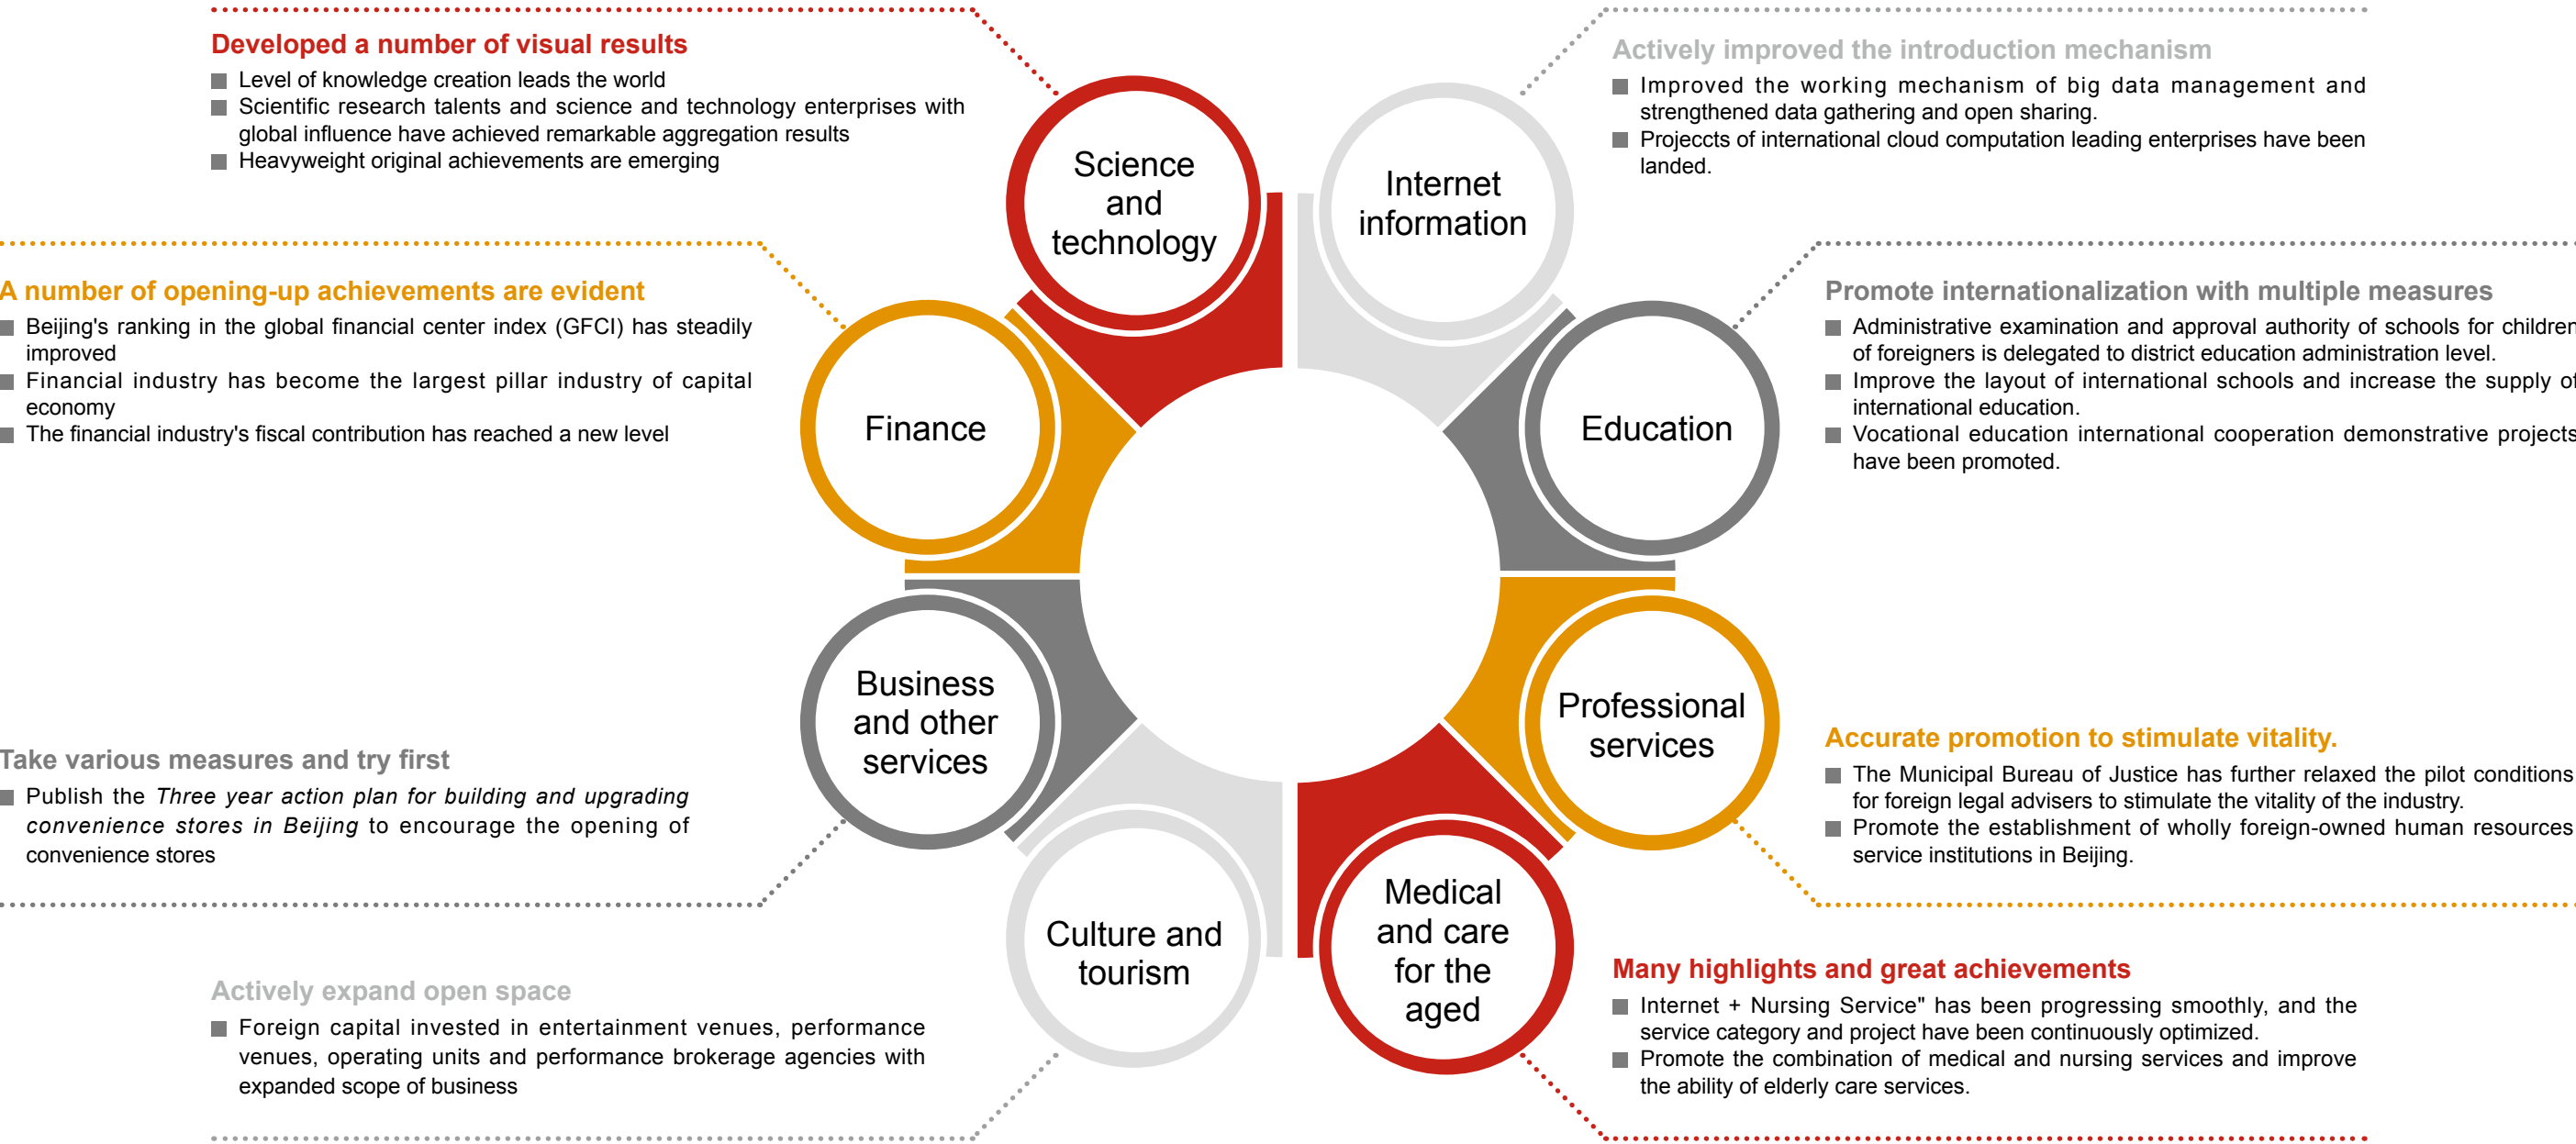 Developed a number of visual results
Level of knowledge creation leads the world
Scientific research talents and science and technology enterprises with
global influence have achieved remarkable aggregation results
Heavyweight original achievements are emerging
Science
and
technology
Internet
information
Actively improved the introduction mechanism
Improved the working mechanism of big data management and
strengthened data gathering and open sharing.
Projeccts of international cloud computation leading enterprises have been
landed.
A number of opening-up achievements are evident
Beijing's ranking in the global financial center index (GFCI) has steadily
improved
Financial industry has become the largest pillar industry of capital
economy
The financial industry's fiscal contribution has reached a new level
Finance
Education
Promote internationalization with multiple measures
Administrative examination and approval authority of schools for children
of foreigners is delegated to district education administration level.
Improve the layout of international schools and increase the supply of
international education.
Vocational education international cooperation demonstrative projects
have been promoted.
Take various measures and try first
Publish the Three year action plan for building and upgrading
convenience stores in Beijing to encourage the opening of
convenience stores
Business
and other
services
Professional
services
Accurate promotion to stimulate vitality.
The Municipal Bureau of Justice has further relaxed the pilot conditions
for foreign legal advisers to stimulate the vitality of the industry.
Promote the establishment of wholly foreign-owned human resources
service institutions in Beijing.
Actively expand open space
Foreign capital invested in entertainment venues, performance
venues, operating units and performance brokerage agencies with
expanded scope of business
Culture and
tourism
Medical
and care
for the
aged
Many highlights and great achievements
Internet + Nursing Service" has been progressing smoothly, and the
service category and project have been continuously optimized.
Promote the combination of medical and nursing services and improve
the ability of elderly care services.